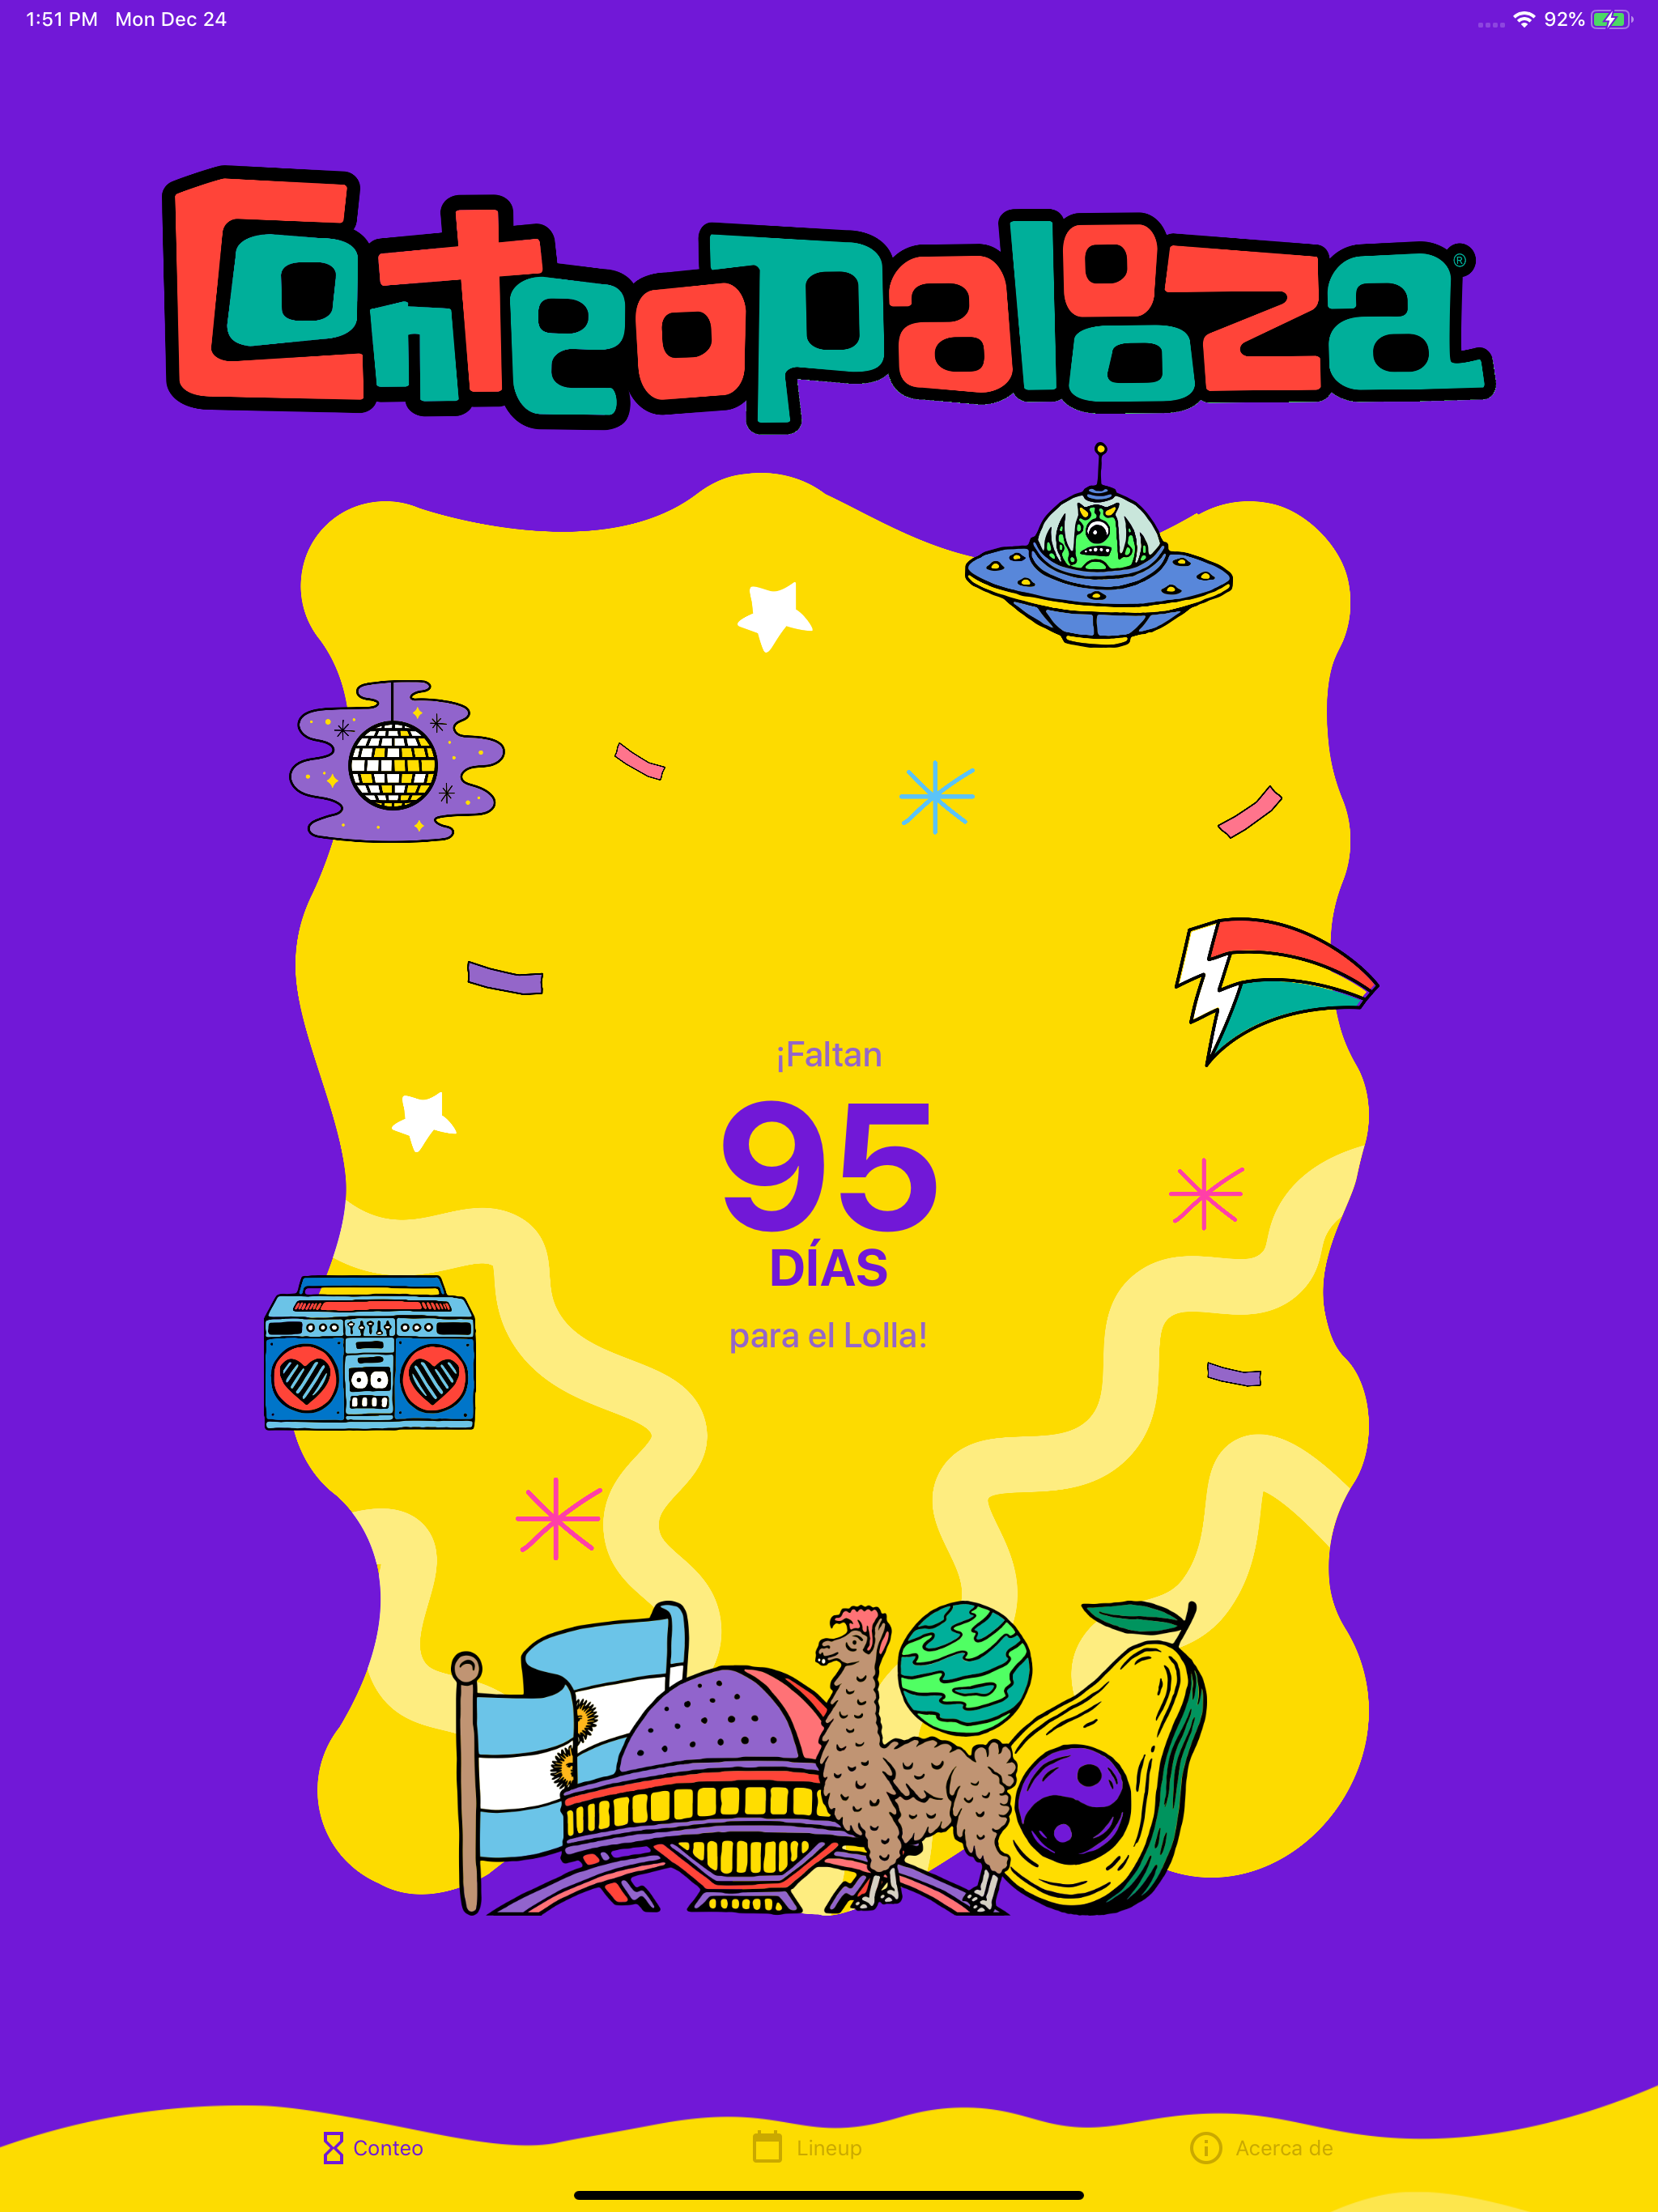 1:51 PM Mon Dec 24
92%
Conteopalooza®
¡Faltan
95
DÍAS
para el Lolla!
Conteo
Lineup
Acerca de